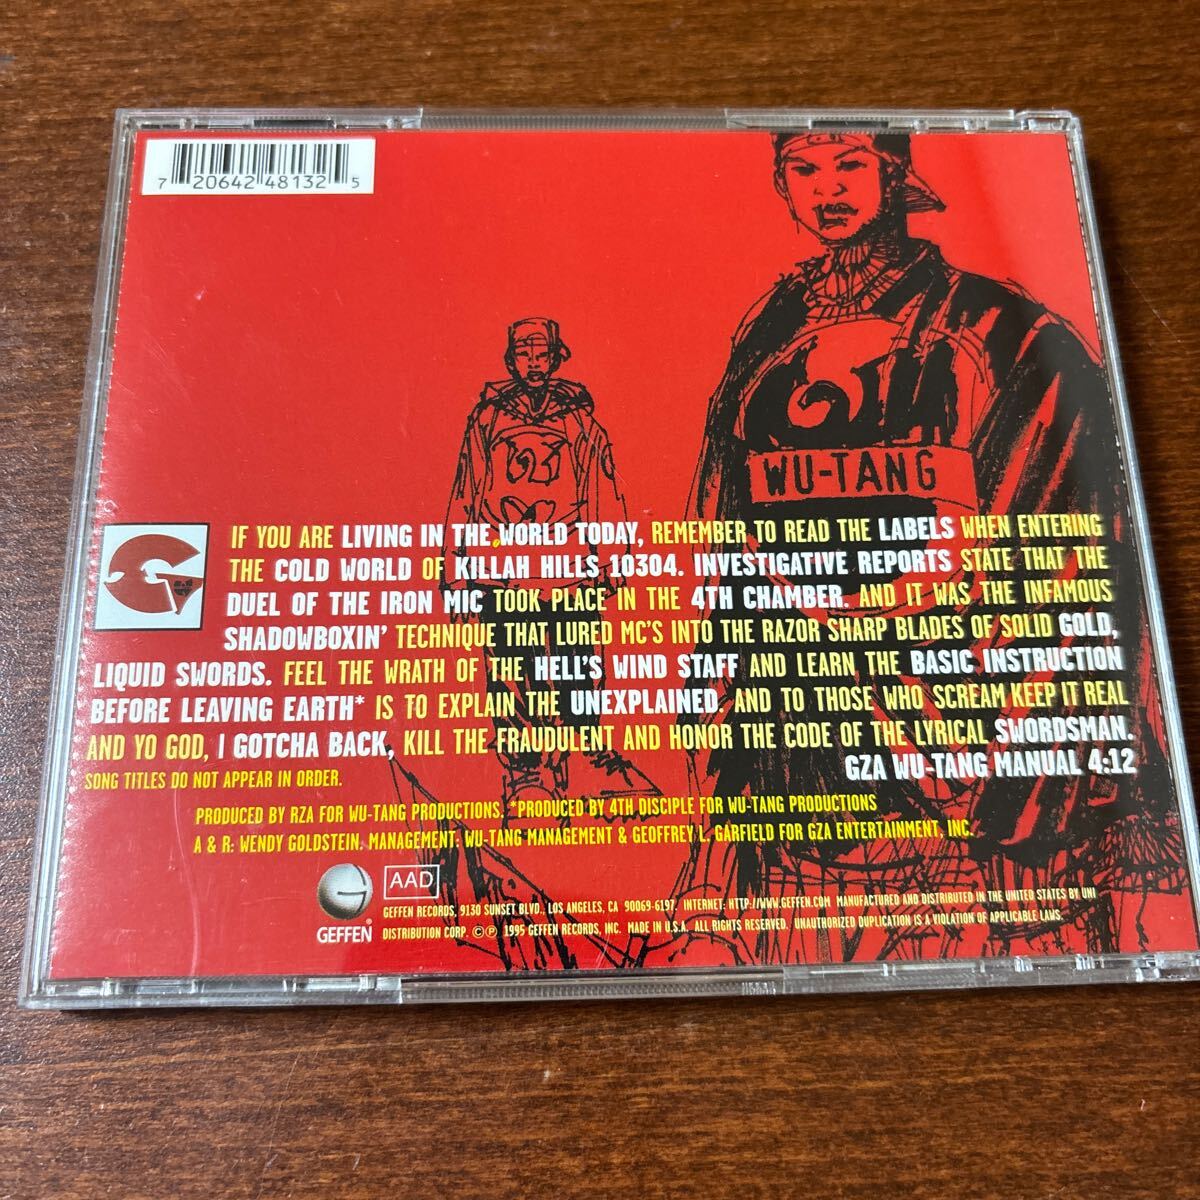 7 20642 48132 5
WU-TANG
IF YOU ARE LIVING IN THE WORLD TODAY, REMEMBER TO READ THE LABELS WHEN ENTERING
THE COLD WORLD OF KILLAH HILLS 10304. INVESTIGATIVE REPORTS STATE THAT THE
DUEL OF THE IRON MIC TOOK PLACE IN THE 4TH CHAMBER. AND IT WAS THE INFAMOUS
SHADOWBOXIN' TECHNIQUE THAT LURED MC'S INTO THE RAZOR SHARP BLADES OF SOLID GOLD,
LIQUID SWORDS. FEEL THE WRATH OF THE HELL'S WIND STAFF AND LEARN THE BASIC INSTRUCTION
BEFORE LEAVING EARTH* IS TO EXPLAIN THE UNEXPLAINED. AND TO THOSE WHO SCREAM KEEP IT REAL
AND YO GOD, I GOTCHA BACK, KILL THE FRAUDULENT AND HONOR THE CODE OF THE LYRICAL SWORDSMAN.
GZA WU-TANG MANUAL 4:12
SONG TITLES DO NOT APPEAR IN ORDER.
PRODUCED BY RZA FOR WU-TANG PRODUCTIONS. *PRODUCED BY 4TH DISCIPLE FOR WU-TANG PRODUCTIONS
A & R: WENDY GOLDSTEIN. MANAGEMENT: WU-TANG MANAGEMENT & GEOFFREY L. GARFIELD FOR GZA ENTERTAINMENT, INC.
AAD
GEFFEN RECORDS, 9130 SUNSET BLVD., LOS ANGELES, CA 90069-6197. INTERNET: HTTP://WWW.GEFFEN.COM MANUFACTURED AND DISTRIBUTED IN THE UNITED STATES BY UNI
DISTRIBUTION CORP. ©℗ 1995 GEFFEN RECORDS, INC. MADE IN U.S.A. ALL RIGHTS RESERVED. UNAUTHORIZED DUPLICATION IS A VIOLATION OF APPLICABLE LAWS.
GEFFEN